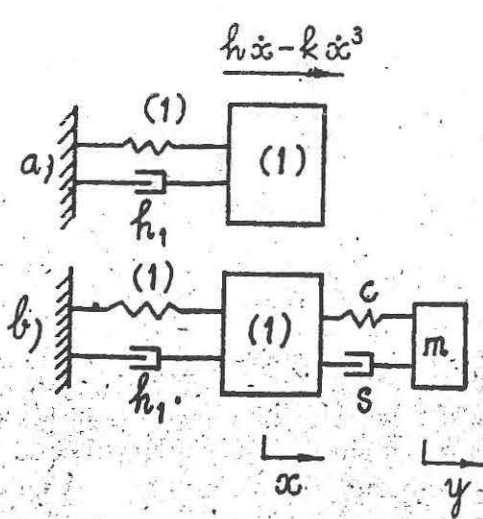 hẋ - kẋ³
(1)
a)
(1)
h₁
(1)
b)
(1)
c
m
h₁
s
x
y